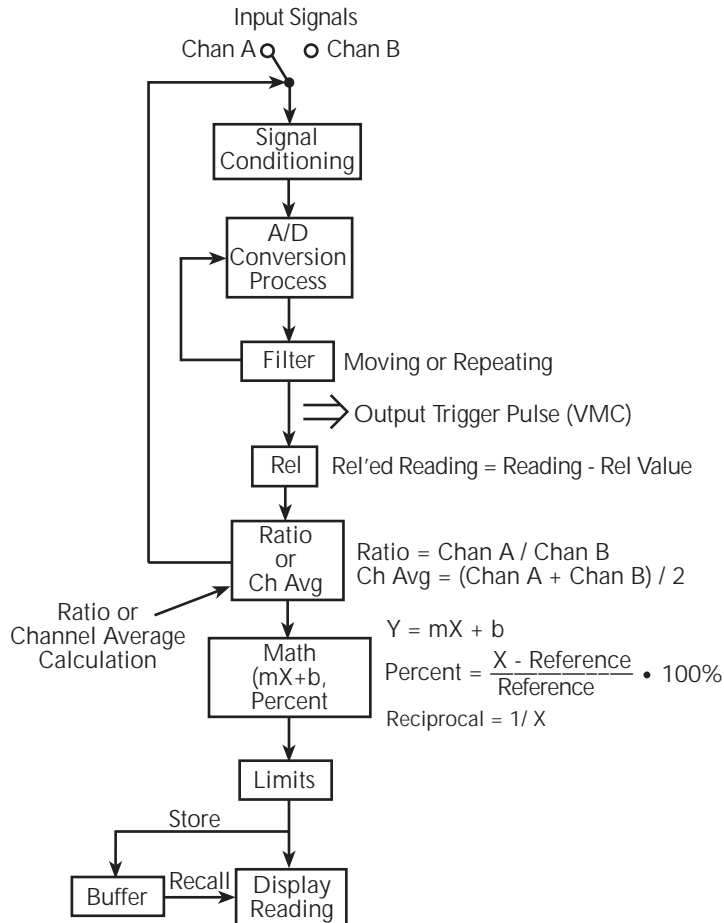 Input Signals
Chan A
Chan B
Signal
Conditioning
A/D
Conversion
Process
Filter
Moving or Repeating
Output Trigger Pulse (VMC)
Rel
Rel'ed Reading = Reading - Rel Value
Ratio
or
Ch Avg
Ratio = Chan A / Chan B
Ch Avg = (Chan A + Chan B) / 2
Ratio or
Channel Average
Calculation
Math
(mX+b,
Percent
Y = mX + b
Percent = X - Reference / Reference • 100%
Reciprocal = 1/ X
Limits
Store
Buffer
Recall
Display
Reading